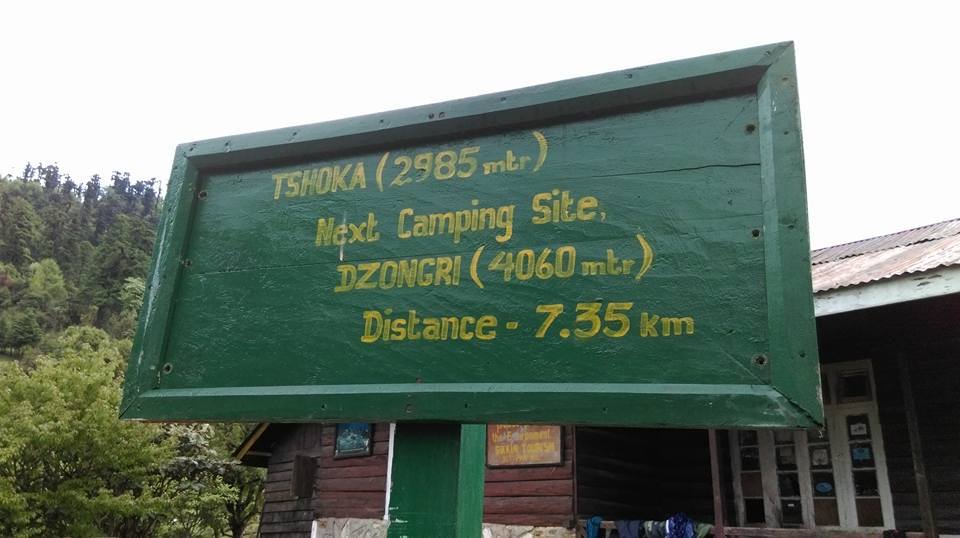 TSHOKA (2985 mtr)
Next Camping Site,
DZONGRI (4060 mtr)
Distance - 7.35 km